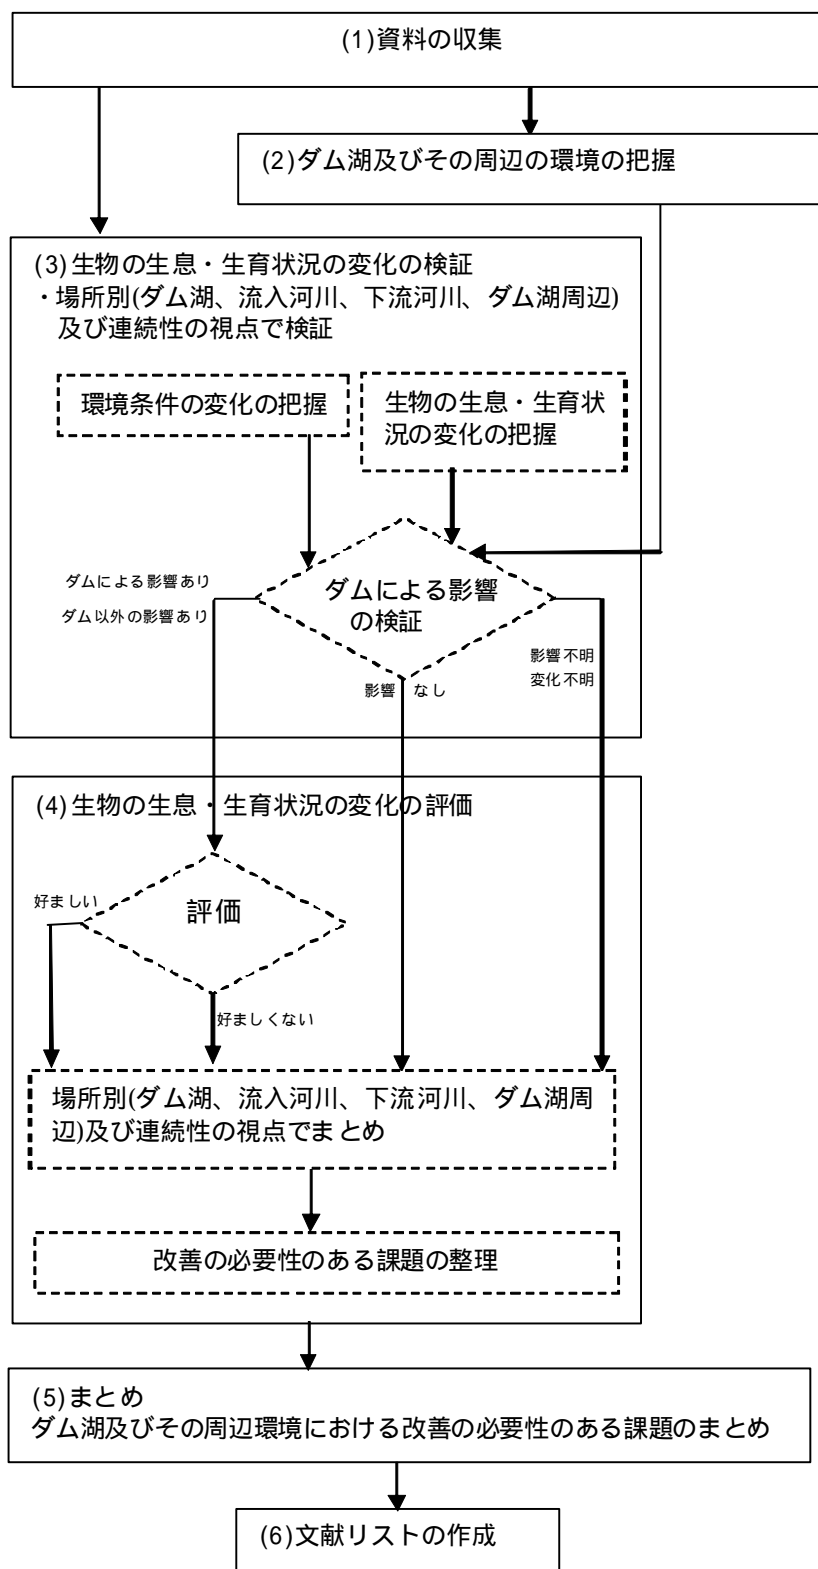 (1)資料の収集
(2)ダム湖及びその周辺の環境の把握
(3)生物の生息・生育状況の変化の検証
・場所別(ダム湖、流入河川、下流河川、ダム湖周辺)
及び連続性の視点で検証
環境条件の変化の把握
生物の生息・生育状
況の変化の把握
ダムによる影響
の検証
ダムによる影響あり
ダム以外の影響あり
影響なし
影響不明
変化不明
(4)生物の生息・生育状況の変化の評価
評価
好ましい
好ましくない
場所別(ダム湖、流入河川、下流河川、ダム湖周
辺)及び連続性の視点でまとめ
改善の必要性のある課題の整理
(5)まとめ
ダム湖及びその周辺環境における改善の必要性のある課題のまとめ
(6)文献リストの作成